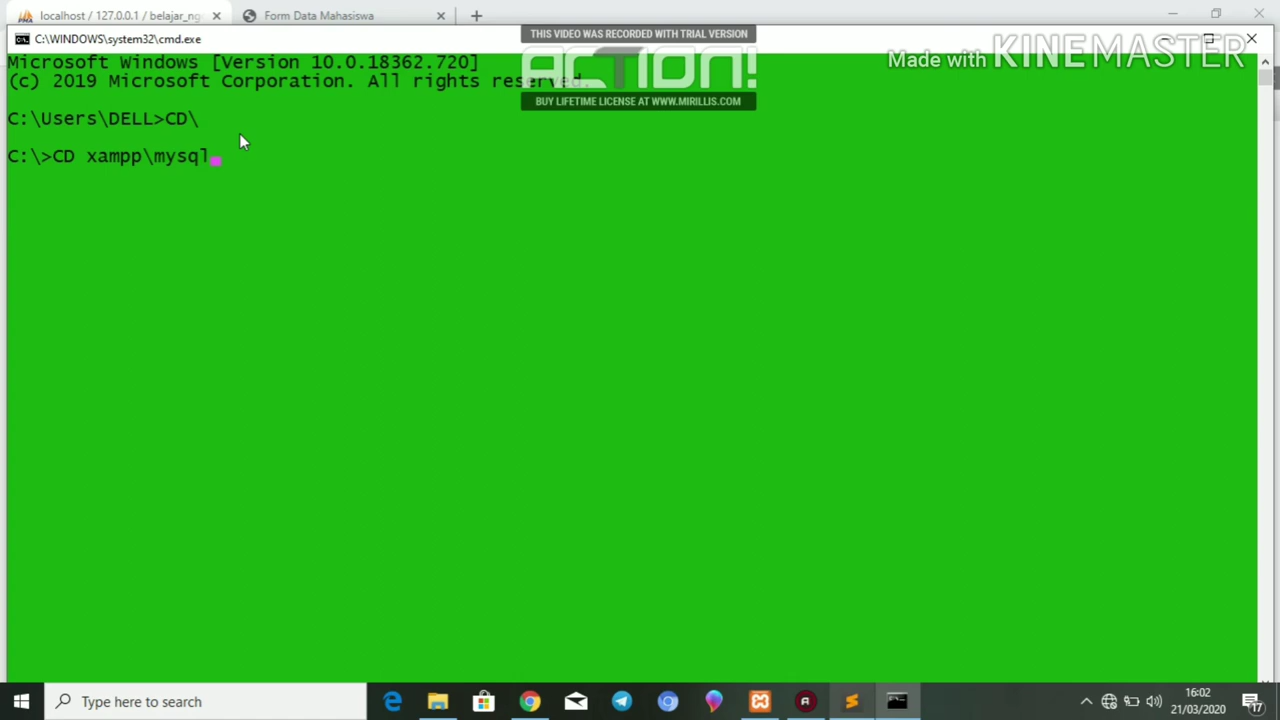 localhost / 127.0.0.1 / belajar_ng
Form Data Mahasiswa
C:\WINDOWS\system32\cmd.exe
THIS VIDEO WAS RECORDED WITH TRIAL VERSION
ACTION!
BUY LIFETIME LICENSE AT WWW.MIRILLIS.COM
Made with KINEMASTER
Microsoft Windows [Version 10.0.18362.720]
(c) 2019 Microsoft Corporation. All rights reserved.
C:\Users\DELL>CD\
C:\>CD xampp\mysql
Type here to search
16:02
21/03/2020
17